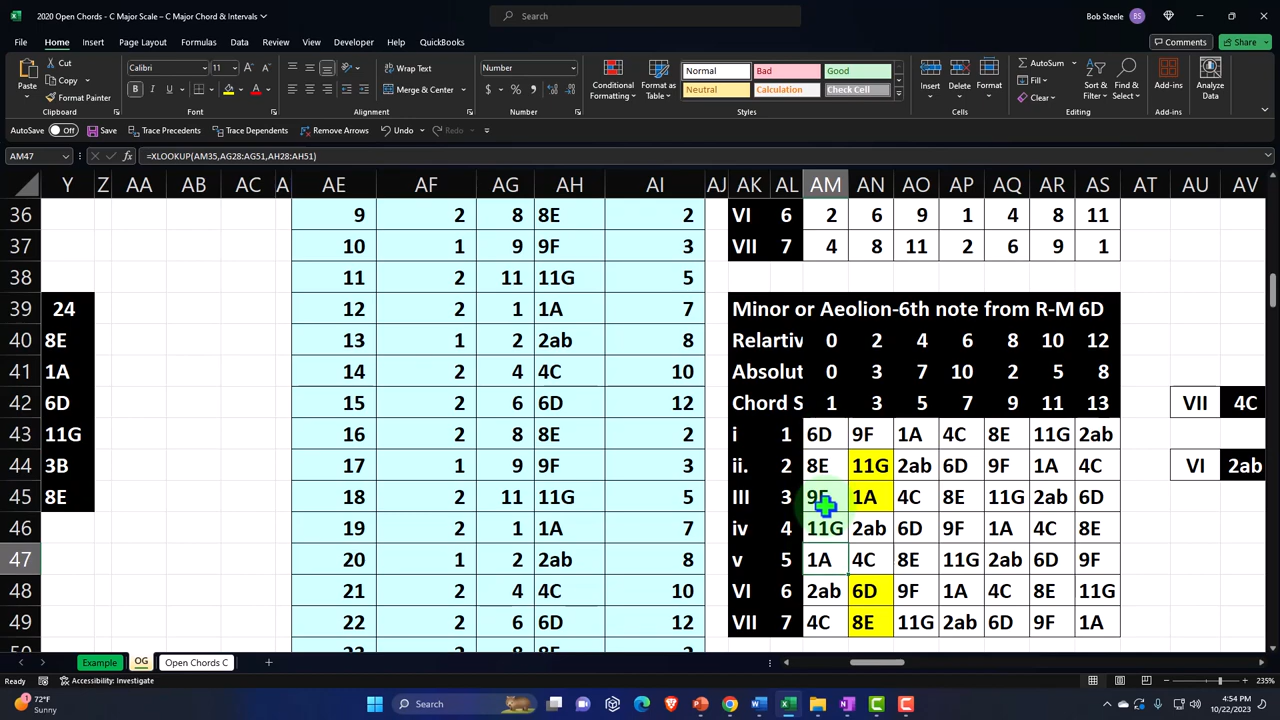 2020 Open Chords - C Major Scale – C Major Chord & Intervals
Search
Bob Steele BS
File Home Insert Page Layout Formulas Data Review View Developer Automate Help QuickBooks Comments Share
Cut
Copy
Paste
Format Painter
Clipboard
Calibri 11
Font
Wrap Text
Merge & Center
Alignment
Number
Number
Conditional Formatting
Format as Table
Normal Bad Good
Neutral Calculation Check Cell
Styles
Insert Delete Format
Cells
AutoSum
Fill
Clear
Sort & Filter
Find & Select
Editing
Add-ins
Add-ins
Analyze Data
AutoSave Off Save Trace Precedents Trace Dependents Remove Arrows Undo Redo
AM47 fx =XLOOKUP(AM35,AG28:AG51,AH28:AH51)
Y Z AA AB AC A AE AF AG AH AI AJ AK AL AM AN AO AP AQ AR AS AT AU AV
36 9 2 8 8E 2 VI 6 2 6 9 1 4 8 11
37 10 1 9 9F 3 VII 7 4 8 11 2 6 9 1
38 11 2 11 11G 5
39 24 12 2 1 1A 7 Minor or Aeolion-6th note from R-M 6D
40 8E 13 1 2 2ab 8 Relartiv 0 2 4 6 8 10 12
41 1A 14 2 4 4C 10 Absolut 0 3 7 10 2 5 8
42 6D 15 2 6 6D 12 Chord S 1 3 5 7 9 11 13 VII 4C
43 11G 16 2 8 8E 2 i 1 6D 9F 1A 4C 8E 11G 2ab
44 3B 17 1 9 9F 3 ii. 2 8E 11G 2ab 6D 9F 1A 4C VI 2ab
45 8E 18 2 11 11G 5 III 3 9F 1A 4C 8E 11G 2ab 6D
46 19 2 1 1A 7 iv 4 11G 2ab 6D 9F 1A 4C 8E
47 20 1 2 2ab 8 v 5 1A 4C 8E 11G 2ab 6D 9F
48 21 2 4 4C 10 VI 6 2ab 6D 9F 1A 4C 8E 11G
49 22 2 6 6D 12 VII 7 4C 8E 11G 2ab 6D 9F 1A
Example OG Open Chords C
Ready Accessibility: Investigate 235%
72°F
Sunny
Search
4:54 PM
10/22/2023